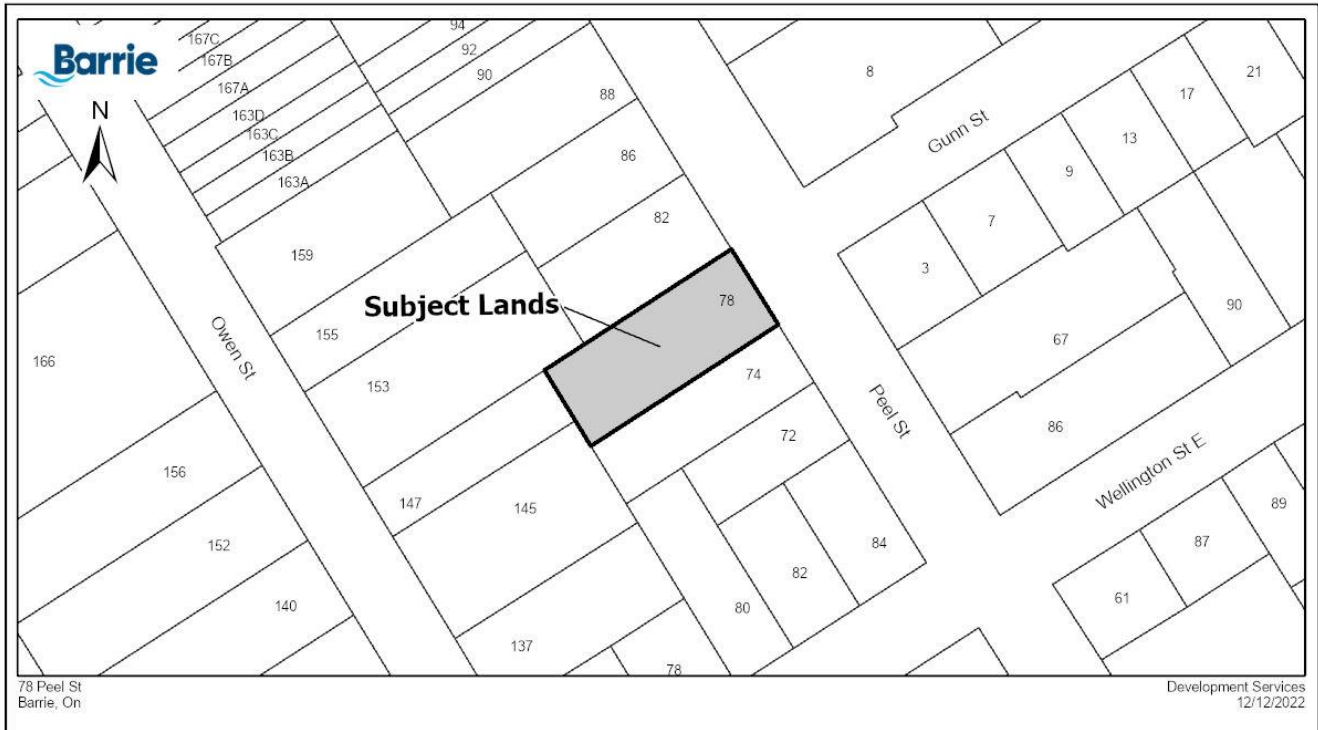 Barrie
N
167C
167B
167A
163D
163C
163B
163A
94
92
90
88
86
82
159
155
153
147
145
137
78
166
156
152
140
Owen St
Subject Lands
78
74
72
84
82
80
Peel St
8
Gunn St
21
17
13
9
7
3
67
90
86
Wellington St E
89
87
61
78 Peel St
Barrie, On
Development Services
12/12/2022